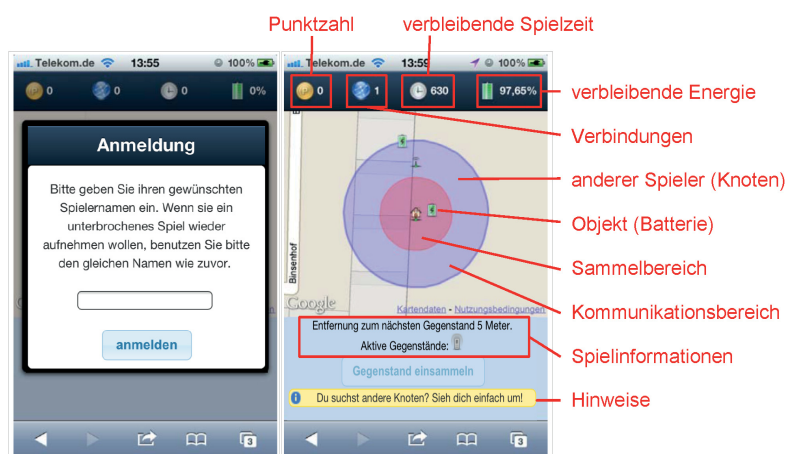 Punktzahl
verbleibende Spielzeit
Telekom.de 13:55 100%
0 0 0 0%
Anmeldung
Bitte geben Sie ihren gewünschten
Spielernamen ein. Wenn sie ein
unterbrochenes Spiel wieder
aufnehmen wollen, benutzen Sie bitte
den gleichen Namen wie zuvor.
anmelden
3
Telekom.de 13:59 100%
0 1 630 97,65%
Binsenhof
Google
Kartendaten - Nutzungsbedingungen
Entfernung zum nächsten Gegenstand 5 Meter.
Aktive Gegenstände:
Gegenstand einsammeln
Du suchst andere Knoten? Sieh dich einfach um!
3
verbleibende Energie
Verbindungen
anderer Spieler (Knoten)
Objekt (Batterie)
Sammelbereich
Kommunikationsbereich
Spielinformationen
Hinweise